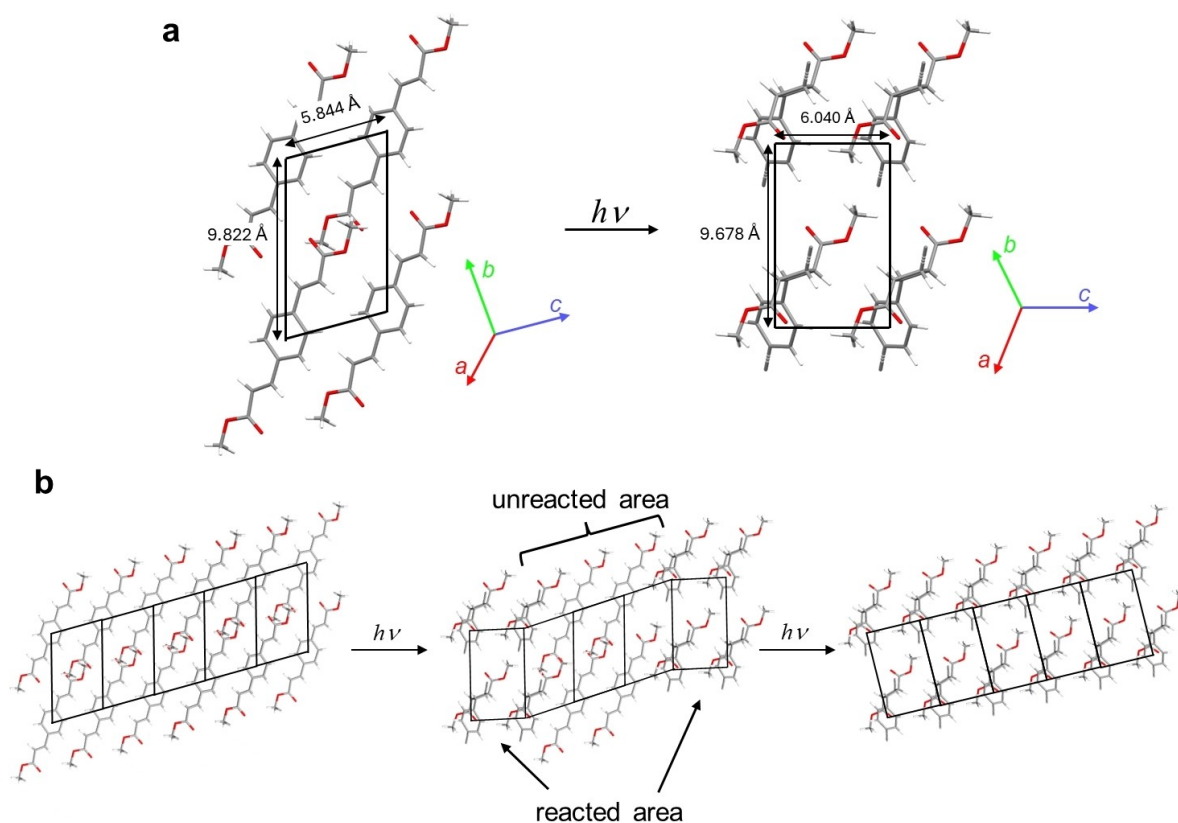 a
5.844 Å
9.822 Å
b
c
a
hν
6.040 Å
9.678 Å
b
c
a
b
unreacted area
hν
hν
reacted area